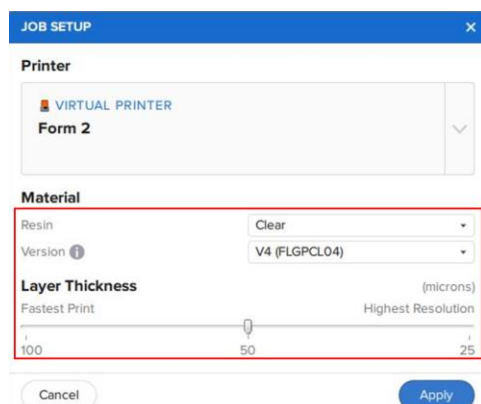 JOB SETUP ×
Printer
VIRTUAL PRINTER
Form 2
Material
Resin Clear
Version i V4 (FLGPCL04)
Layer Thickness (microns)
Fastest Print Highest Resolution
100 50 25
Cancel Apply